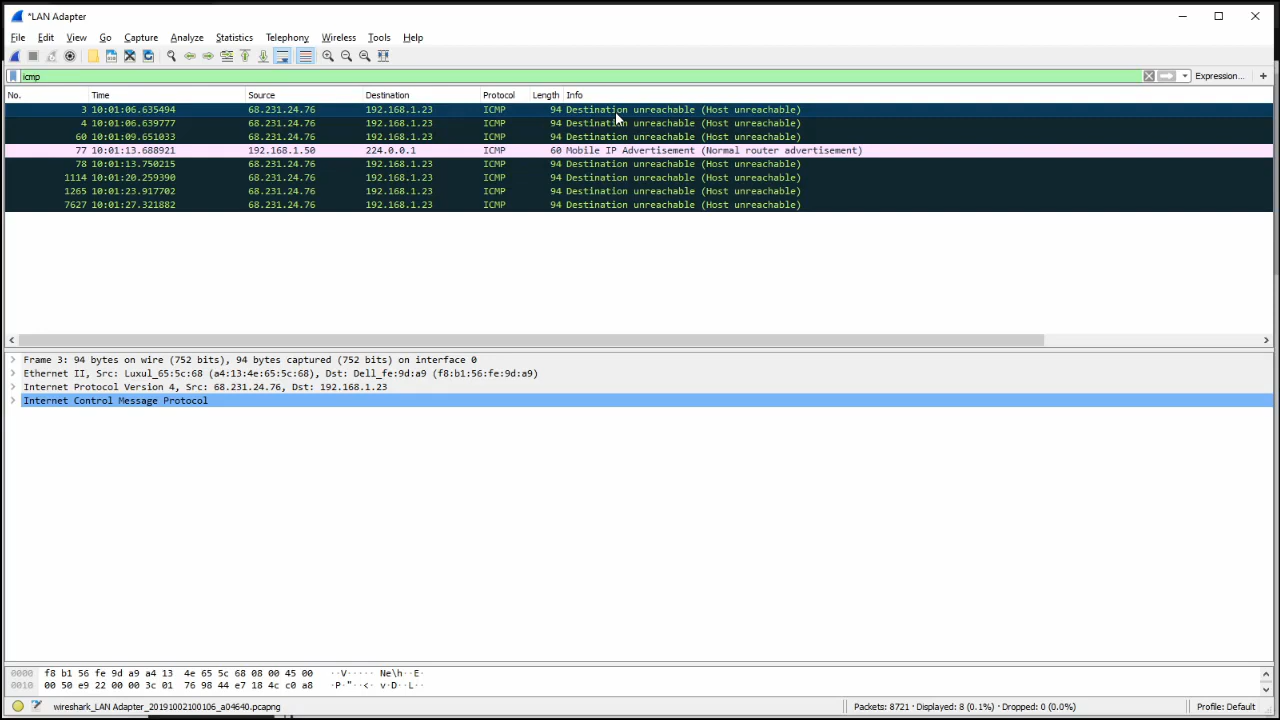 *LAN Adapter
File Edit View Go Capture Analyze Statistics Telephony Wireless Tools Help
icmp Expression... +
No. Time Source Destination Protocol Length Info
3 10:01:06.635494 68.231.24.76 192.168.1.23 ICMP 94 Destination unreachable (Host unreachable)
4 10:01:06.639777 68.231.24.76 192.168.1.23 ICMP 94 Destination unreachable (Host unreachable)
60 10:01:09.651033 68.231.24.76 192.168.1.23 ICMP 94 Destination unreachable (Host unreachable)
77 10:01:13.688921 192.168.1.50 224.0.0.1 ICMP 60 Mobile IP Advertisement (Normal router advertisement)
78 10:01:13.750215 68.231.24.76 192.168.1.23 ICMP 94 Destination unreachable (Host unreachable)
1114 10:01:20.259390 68.231.24.76 192.168.1.23 ICMP 94 Destination unreachable (Host unreachable)
1265 10:01:23.917702 68.231.24.76 192.168.1.23 ICMP 94 Destination unreachable (Host unreachable)
7627 10:01:27.321882 68.231.24.76 192.168.1.23 ICMP 94 Destination unreachable (Host unreachable)
Frame 3: 94 bytes on wire (752 bits), 94 bytes captured (752 bits) on interface 0
Ethernet II, Src: Luxul_65:5c:68 (a4:13:4e:65:5c:68), Dst: Dell_fe:9d:a9 (f8:b1:56:fe:9d:a9)
Internet Protocol Version 4, Src: 68.231.24.76, Dst: 192.168.1.23
Internet Control Message Protocol
0000 f8 b1 56 fe 9d a9 a4 13 4e 65 5c 68 08 00 45 00 ··V····· Ne\h··E·
0010 00 50 e9 22 00 00 3c 01 76 98 44 e7 18 4c c0 a8 ·P·"··<· v·D··L··
wireshark_LAN Adapter_20191002100106_a04640.pcapng Packets: 8721 · Displayed: 8 (0.1%) · Dropped: 0 (0.0%) Profile: Default